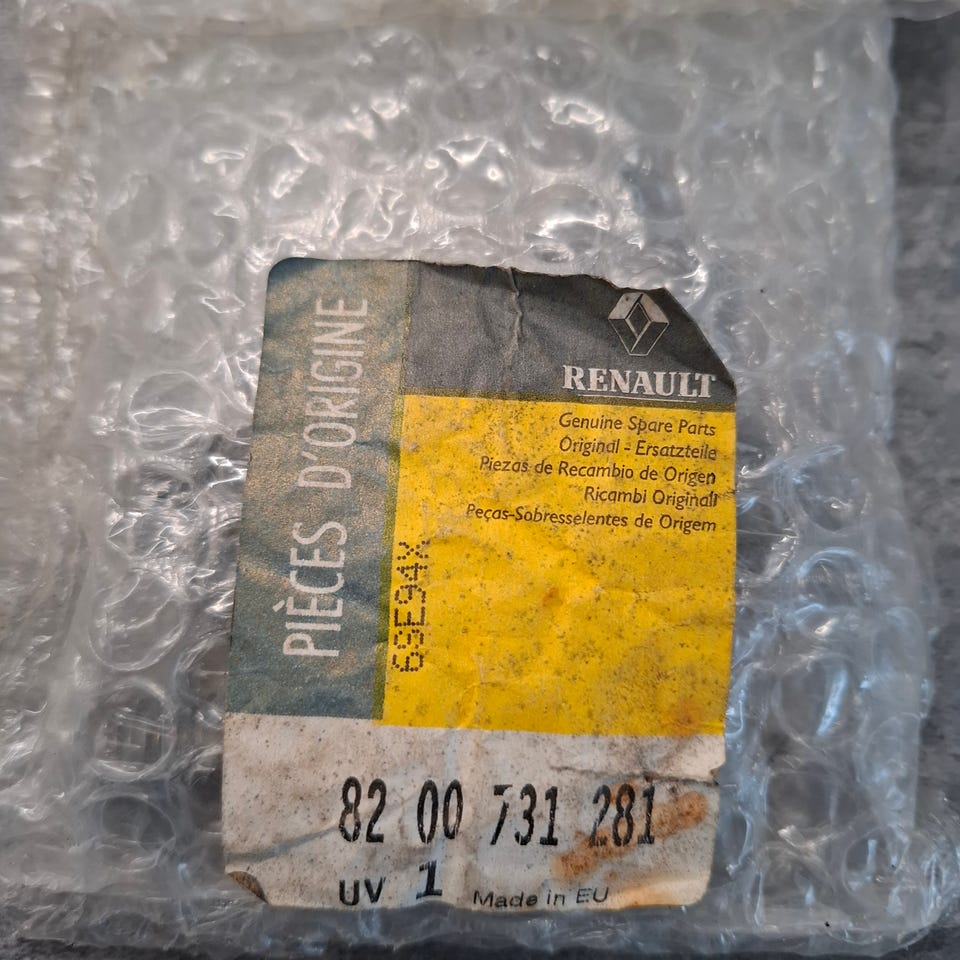 PIÈCES D'ORIGINE
RENAULT
Genuine Spare Parts
Original - Ersatzteile
Piezas de Recambio de Origen
Ricambi Originali
Peças-Sobresselentes de Origem
6SE94X
82 00 731 281
UV 1 Made in EU